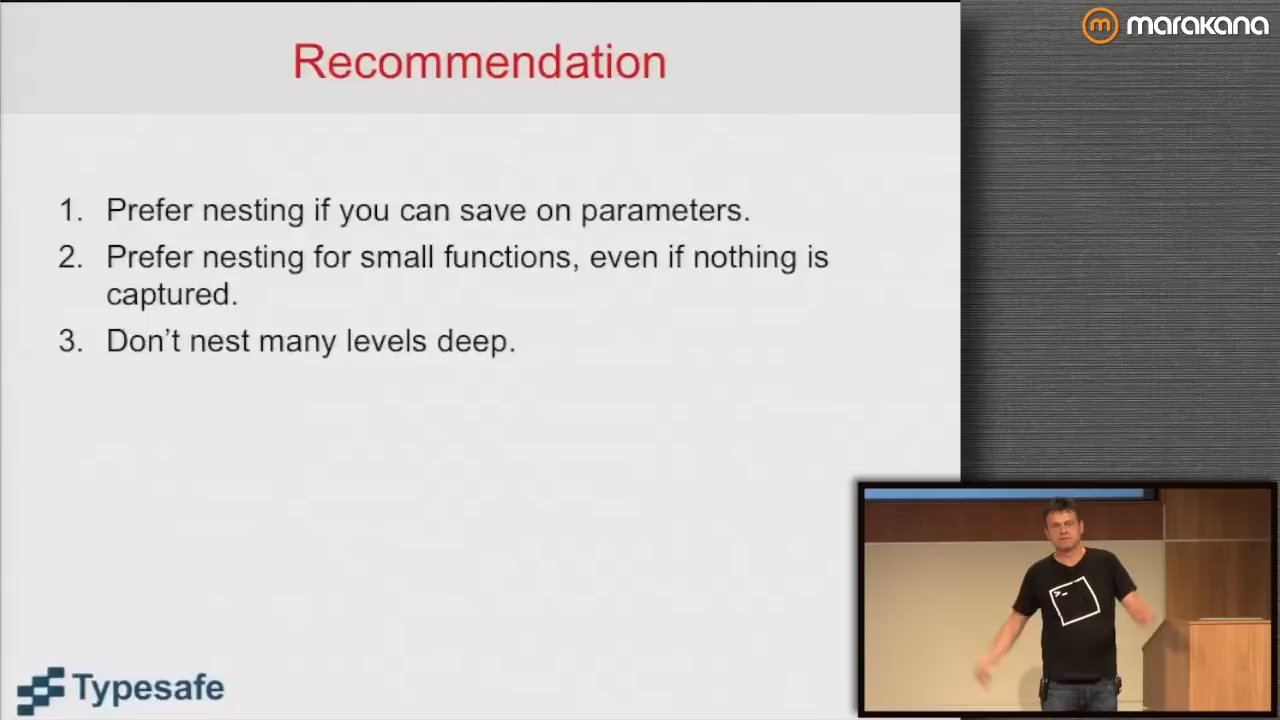 marakana
Recommendation
1. Prefer nesting if you can save on parameters.
2. Prefer nesting for small functions, even if nothing is
captured.
3. Don’t nest many levels deep.
>_
Typesafe